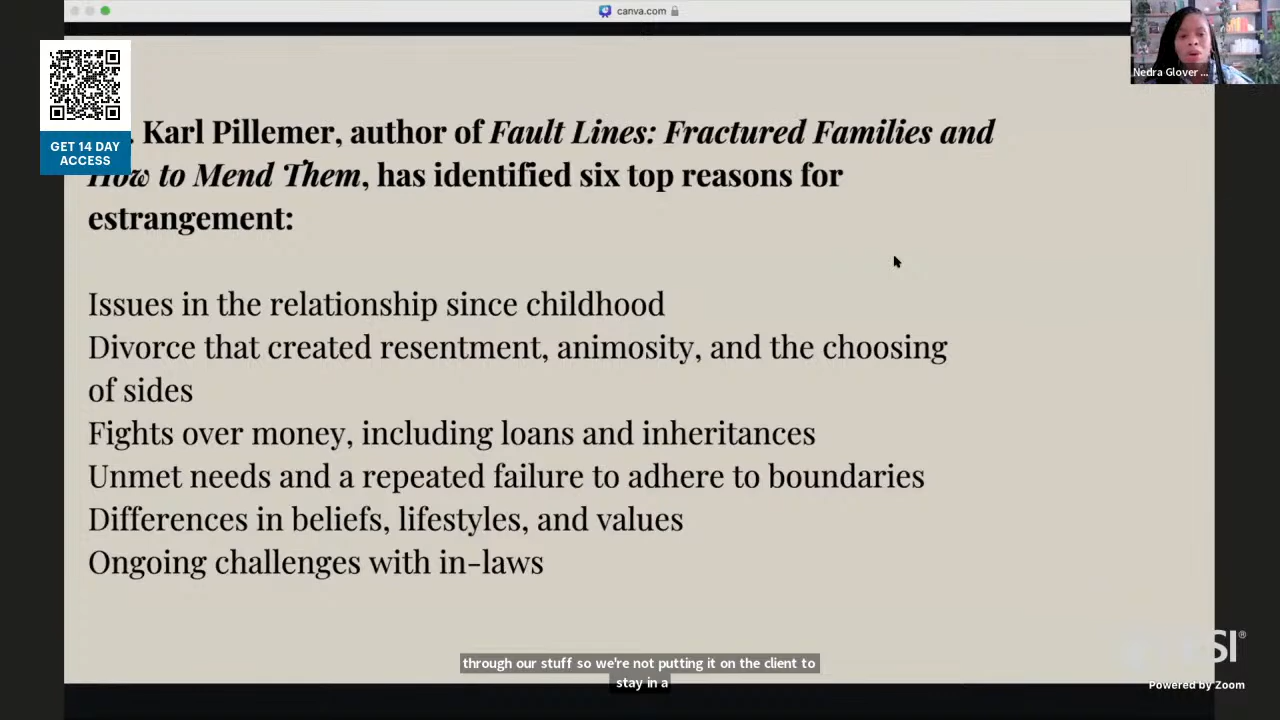 canva.com
GET 14 DAY
ACCESS
Nedra Glover ...
. Karl Pillemer, author of Fault Lines: Fractured Families and
How to Mend Them, has identified six top reasons for
estrangement:
Issues in the relationship since childhood
Divorce that created resentment, animosity, and the choosing
of sides
Fights over money, including loans and inheritances
Unmet needs and a repeated failure to adhere to boundaries
Differences in beliefs, lifestyles, and values
Ongoing challenges with in-laws
through our stuff so we're not putting it on the client to
stay in a
Powered by Zoom